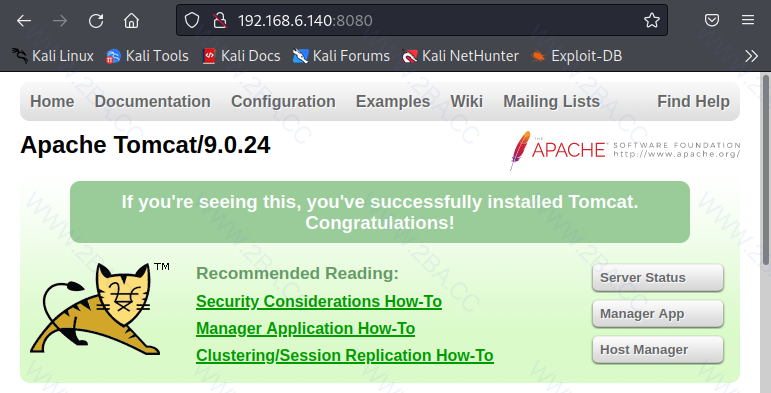 192.168.6.140:8080
Kali Linux Kali Tools Kali Docs Kali Forums Kali NetHunter Exploit-DB
Home Documentation Configuration Examples Wiki Mailing Lists Find Help
Apache Tomcat/9.0.24
THE
APACHE SOFTWARE FOUNDATION
http://www.apache.org/
If you're seeing this, you've successfully installed Tomcat.
Congratulations!
TM
Recommended Reading:
Security Considerations How-To
Manager Application How-To
Clustering/Session Replication How-To
Server Status
Manager App
Host Manager
WWW.2BA.CC